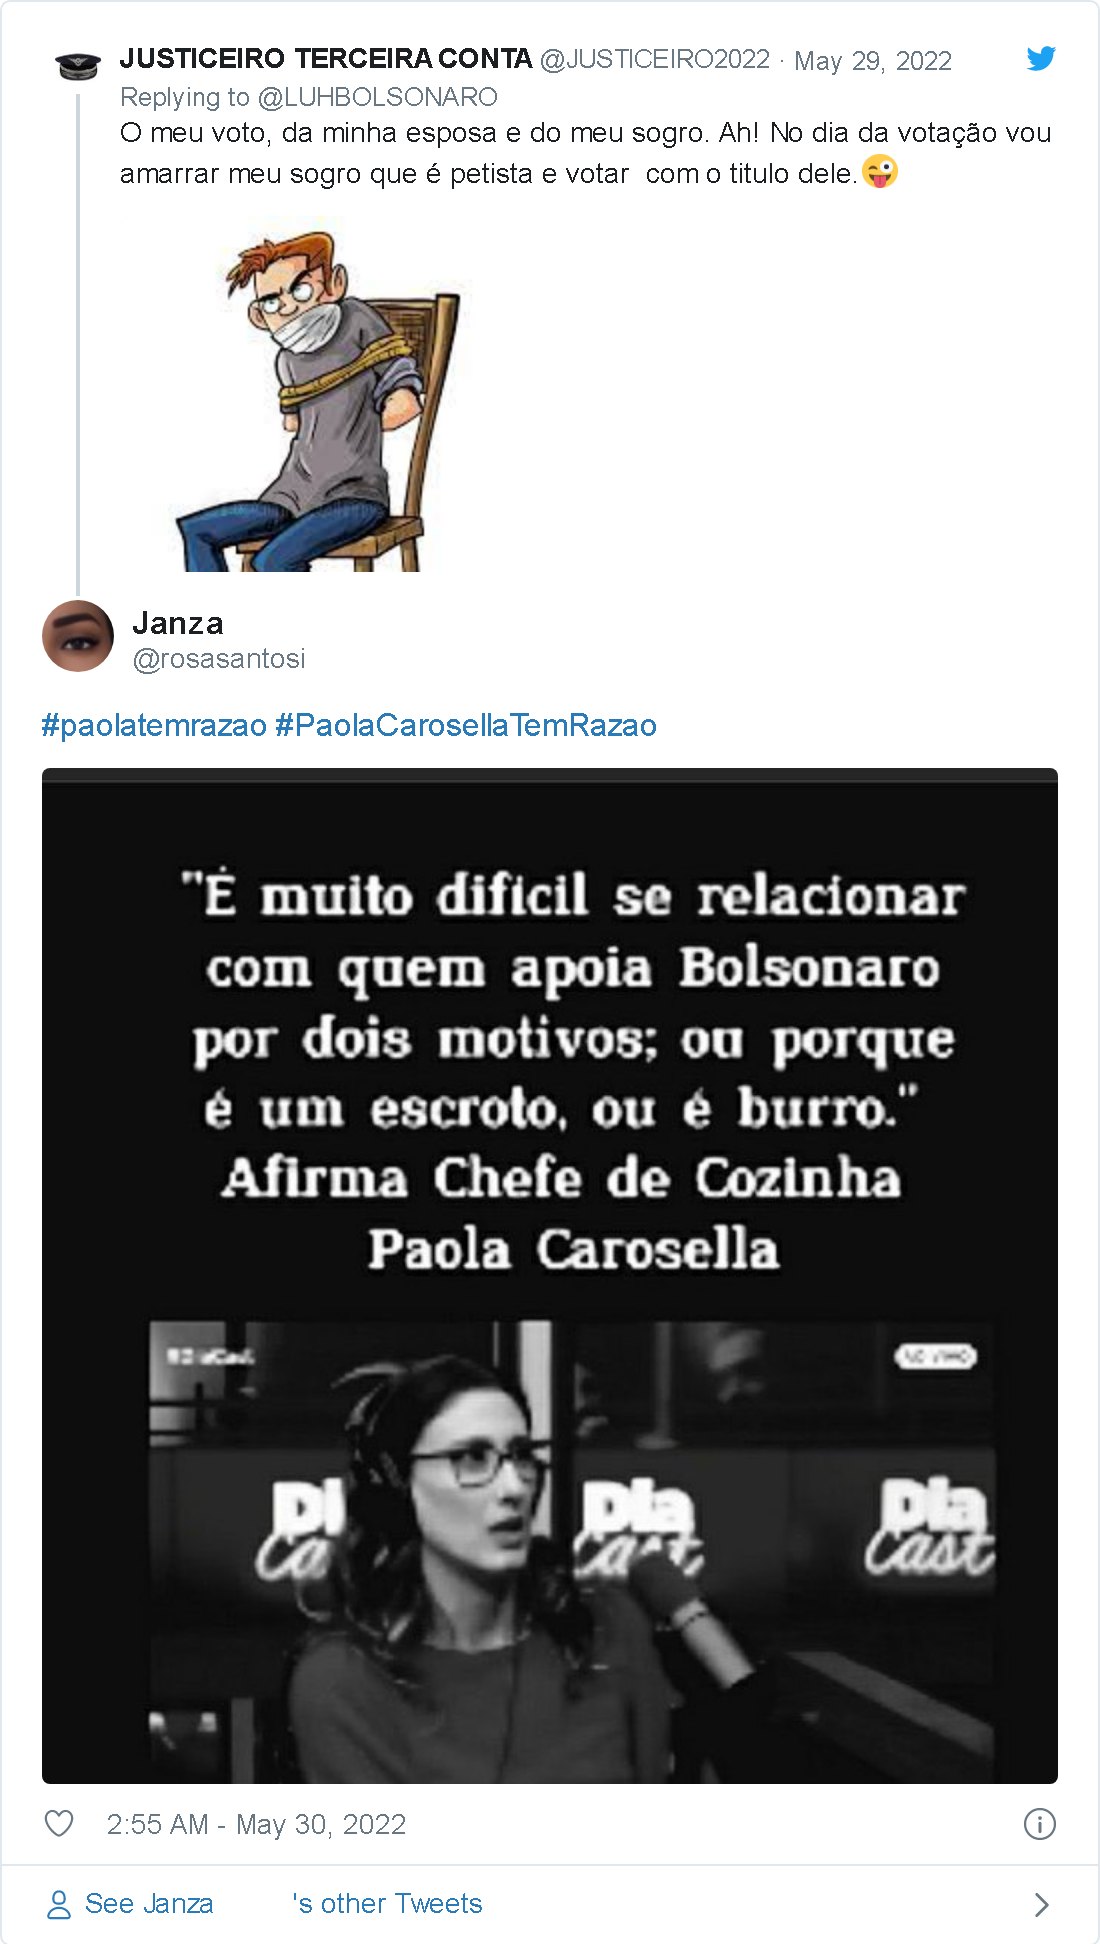 JUSTICEIRO TERCEIRA CONTA @JUSTICEIRO2022 · May 29, 2022
Replying to @LUHBOLSONARO
O meu voto, da minha esposa e do meu sogro. Ah! No dia da votação vou
amarrar meu sogro que é petista e votar com o titulo dele.😜
Janza
@rosasantosi
#paolatemrazao #PaolaCarosellaTemRazao
"É muito dificil se relacionar
com quem apoia Bolsonaro
por dois motivos; ou porque
é um escroto, ou é burro."
Afirma Chefe de Cozinha
Paola Carosella
Di Dia Dia
Ca Cast Cast
2:55 AM - May 30, 2022
See Janza 's other Tweets